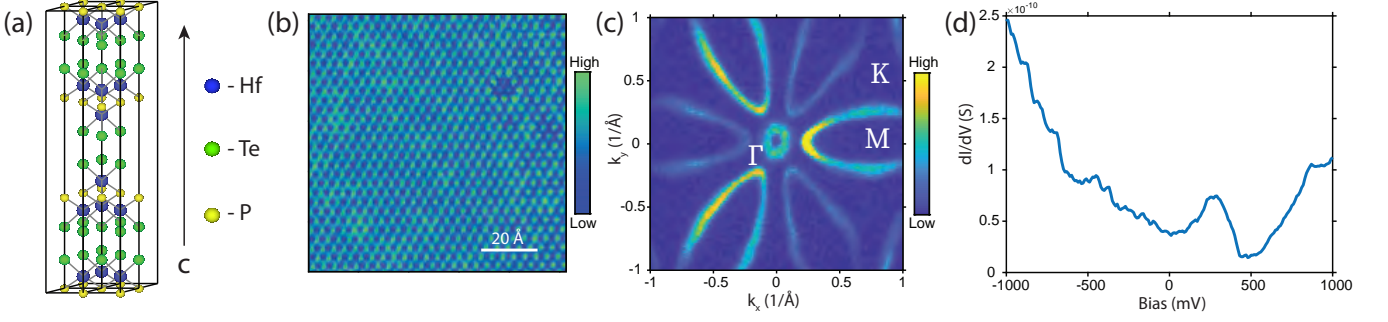 (a)
- Hf
- Te
- P
c
(b)
20 Å
High
Low
(c)
1
0.5
0
-0.5
-1
k_y (1/Å)
-1 -0.5 0 0.5 1
k_x (1/Å)
K
M
Γ
High
Low
(d)
×10⁻¹⁰
2.5
2
1.5
1
0.5
0
dI/dV (S)
-1000 -500 0 500 1000
Bias (mV)